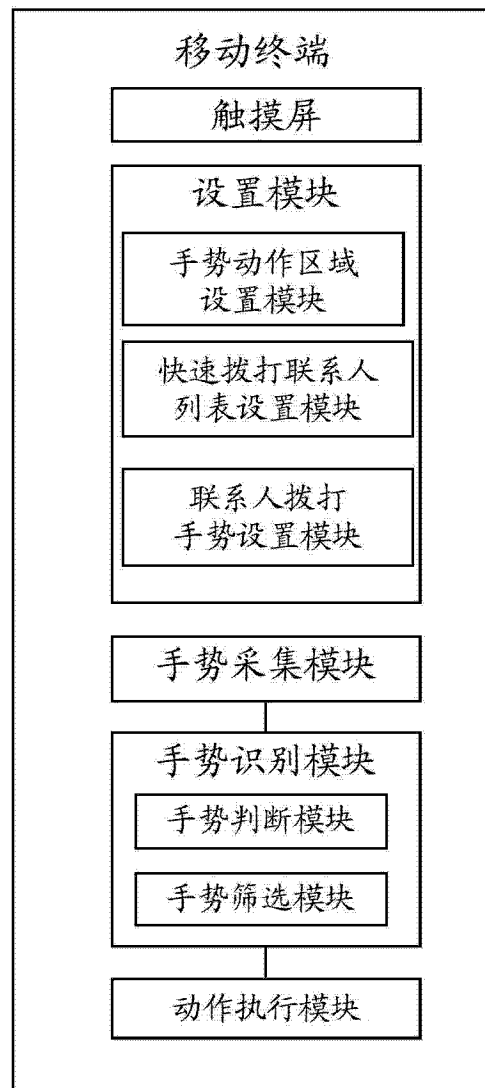 移动终端
触摸屏
设置模块
手势动作区域
设置模块
快速拨打联系人
列表设置模块
联系人拨打
手势设置模块
手势采集模块
手势识别模块
手势判断模块
手势筛选模块
动作执行模块